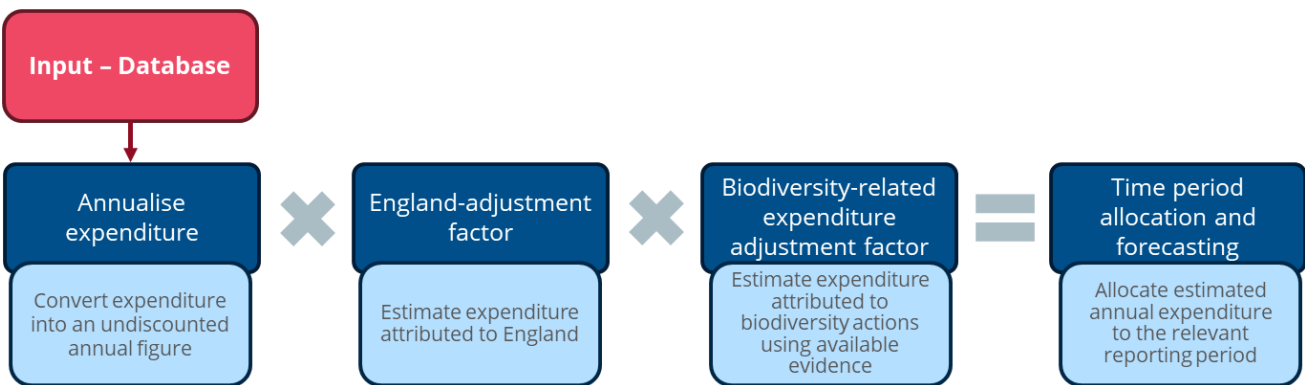 Input – Database
Annualise
expenditure
Convert expenditure
into an undiscounted
annual figure
England-adjustment
factor
Estimate expenditure
attributed to England
Biodiversity-related
expenditure
adjustment factor
Estimate expenditure
attributed to
biodiversity actions
using available
evidence
Time period
allocation and
forecasting
Allocate estimated
annual expenditure
to the relevant
reporting period